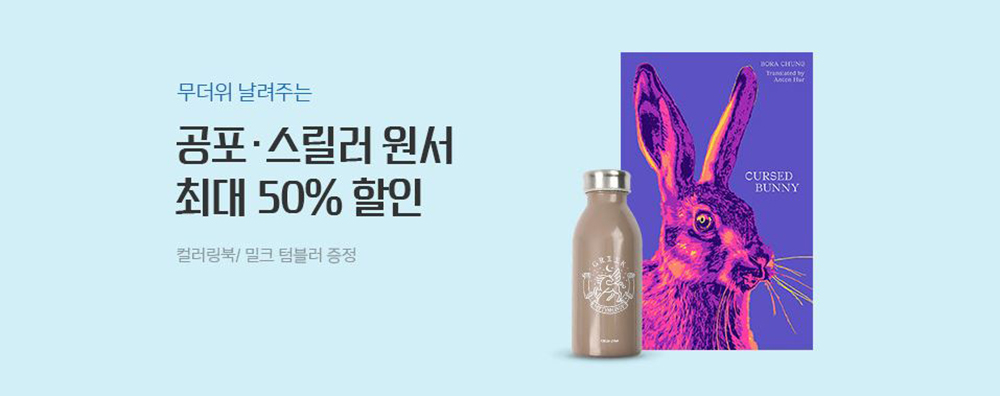 무더위 날려주는
공포·스릴러 원서
최대 50% 할인
컬러링북/ 밀크 텀블러 증정
BORA CHUNG
Translated by
Anton Hur
CURSED
BUNNY
GREEK